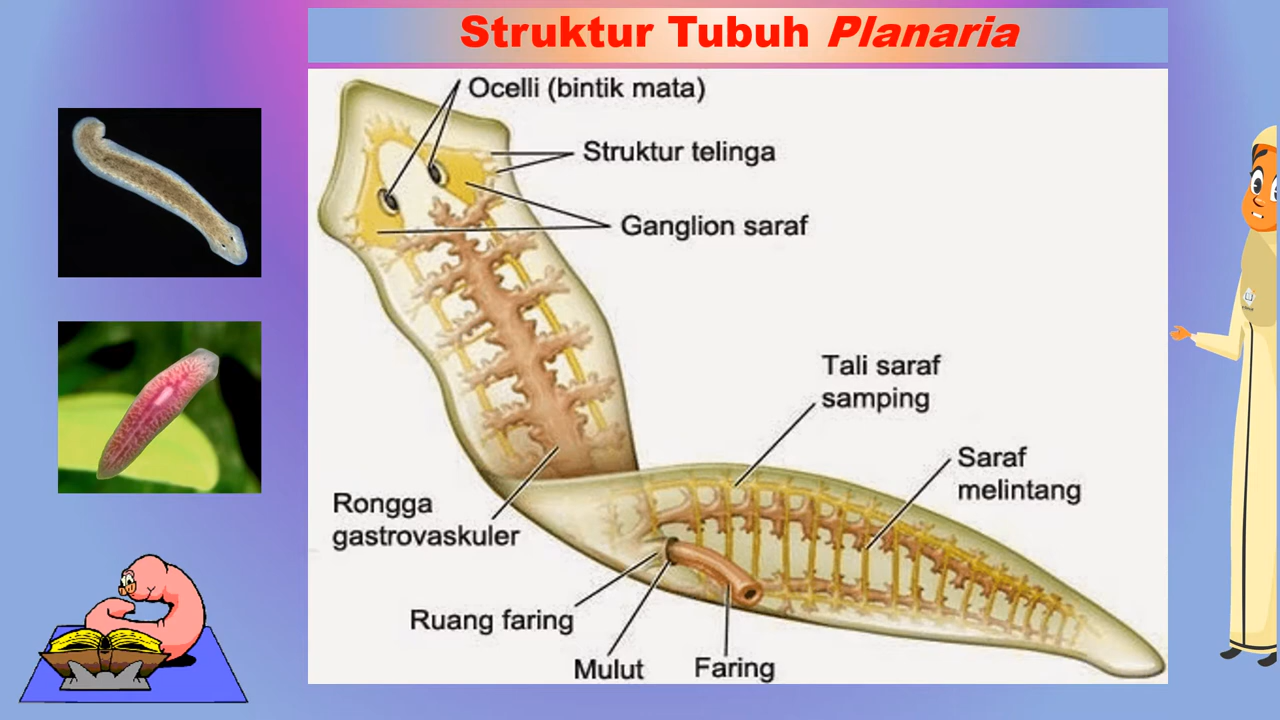 Struktur Tubuh Planaria
Ocelli (bintik mata)
Struktur telinga
Ganglion saraf
Tali saraf
samping
Saraf
melintang
Rongga
gastrovaskuler
Ruang faring
Mulut
Faring